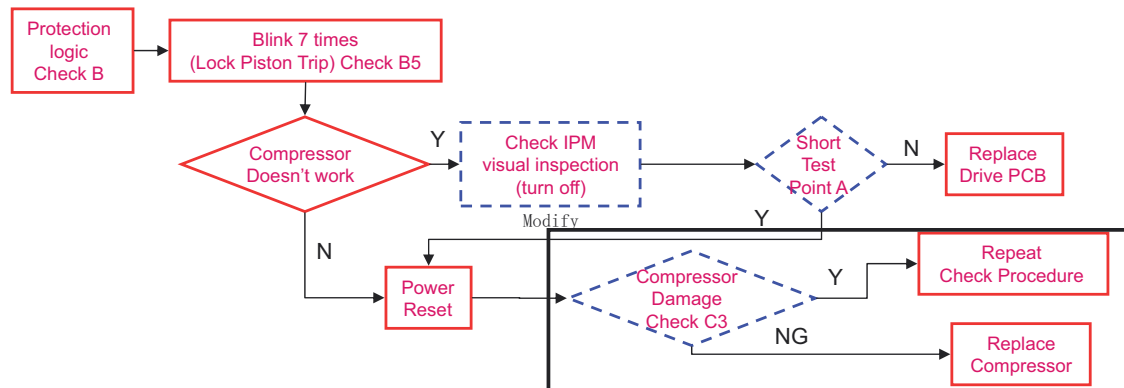 Protection
logic
Check B
Blink 7 times
(Lock Piston Trip) Check B5
Compressor
Doesn't work
Y
Check IPM
visual inspection
(turn off)
Short
Test
Point A
N
Replace
Drive PCB
Modify
Y
N
Power
Reset
Compressor
Damage
Check C3
Y
Repeat
Check Procedure
NG
Replace
Compressor